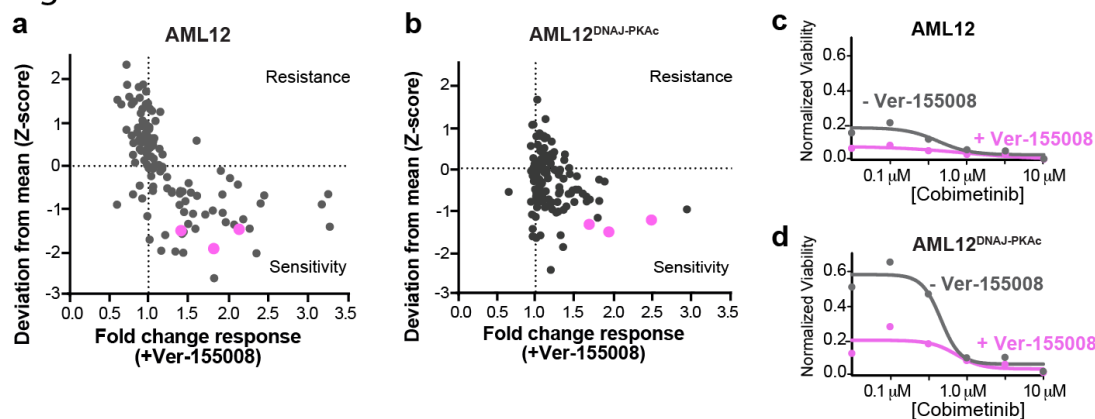 a
AML12
Deviation from mean (Z-score)
2
1
0
-1
-2
-3
Resistance
Sensitivity
0.0 0.5 1.0 1.5 2.0 2.5 3.0 3.5
Fold change response
(+Ver-155008)
b
AML12DNAJ-PKAc
Deviation from mean (Z-score)
2
1
0
-1
-2
-3
Resistance
Sensitivity
0.0 0.5 1.0 1.5 2.0 2.5 3.0 3.5
Fold change response
(+Ver-155008)
c
AML12
Normalized Viability
0.6
0.4
0.2
0.0
- Ver-155008
+ Ver-155008
0.1 μM 1.0 μM 10 μM
[Cobimetinib]
d
AML12DNAJ-PKAc
Normalized Viability
0.6
0.4
0.2
0.0
- Ver-155008
+ Ver-155008
0.1 μM 1.0 μM 10 μM
[Cobimetinib]